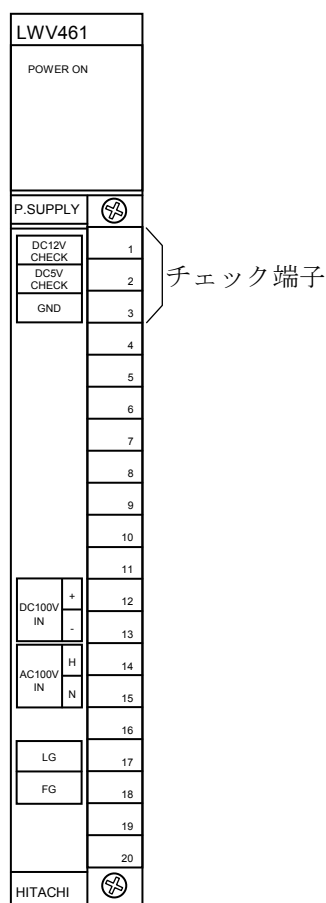 LWV461
POWER ON
P.SUPPLY
DC12V
CHECK
1
DC5V
CHECK
2
GND
3
チェック端子
4
5
6
7
8
9
10
11
DC100V
IN
+
12
-
13
AC100V
IN
H
14
N
15
16
LG
17
FG
18
19
20
HITACHI